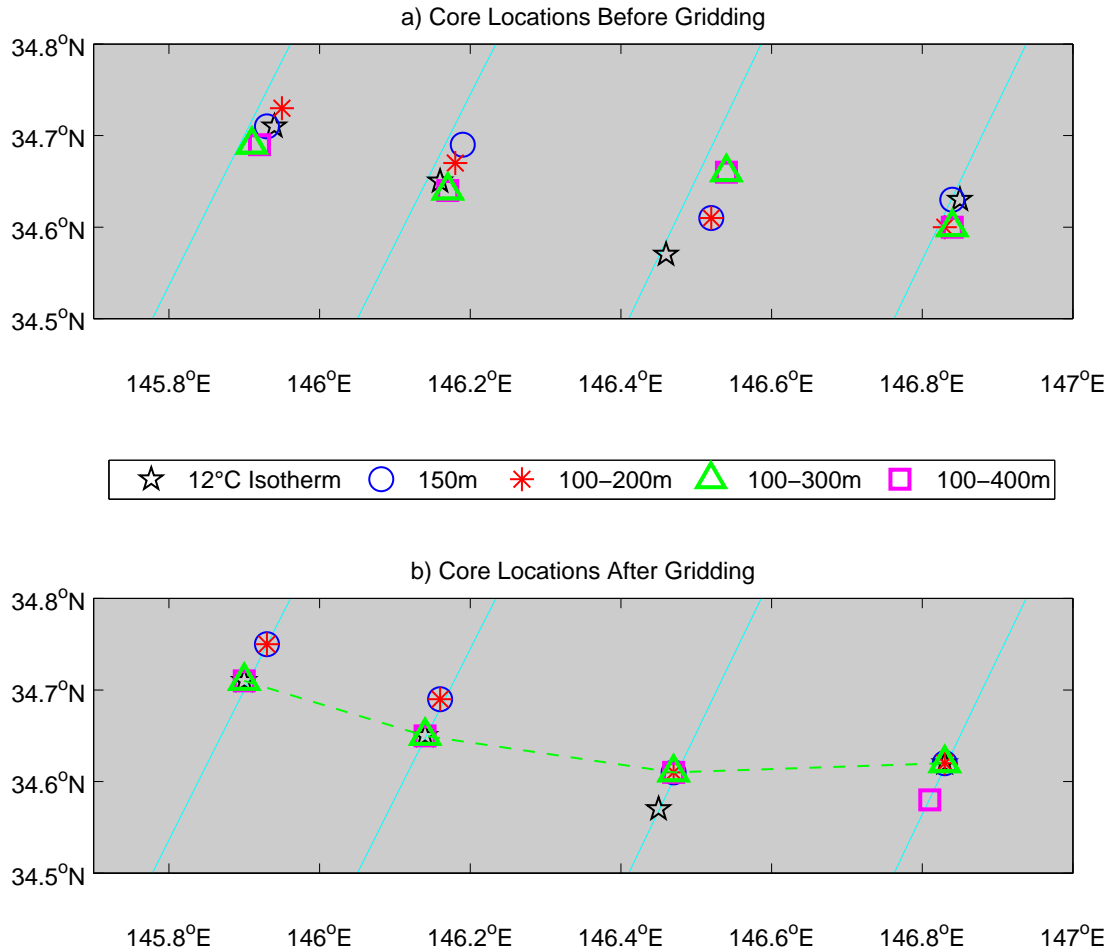 a) Core Locations Before Gridding
34.8°N
34.7°N
34.6°N
34.5°N
145.8°E 146°E 146.2°E 146.4°E 146.6°E 146.8°E 147°E
12°C Isotherm 150m 100−200m 100−300m 100−400m
b) Core Locations After Gridding
34.8°N
34.7°N
34.6°N
34.5°N
145.8°E 146°E 146.2°E 146.4°E 146.6°E 146.8°E 147°E